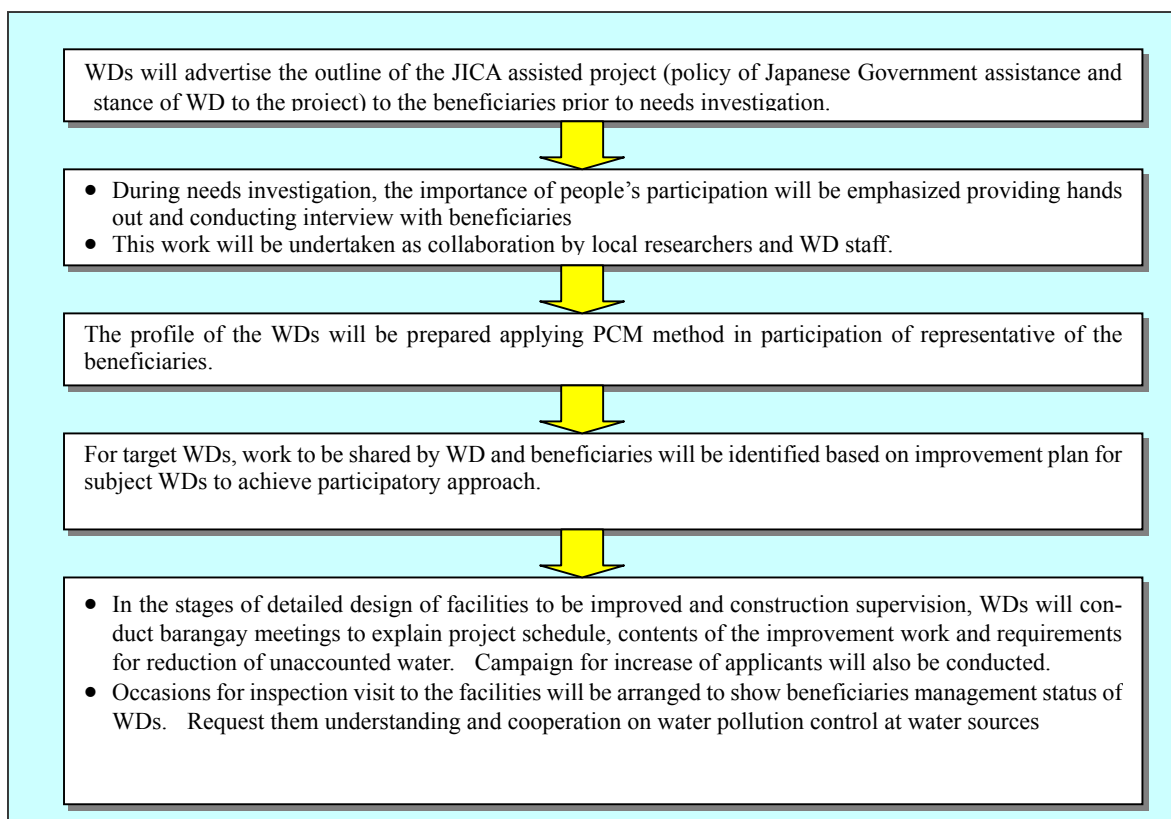 WDs will advertise the outline of the JICA assisted project (policy of Japanese Government assistance and
stance of WD to the project) to the beneficiaries prior to needs investigation.
• During needs investigation, the importance of people's participation will be emphasized providing hands
out and conducting interview with beneficiaries
• This work will be undertaken as collaboration by local researchers and WD staff.
The profile of the WDs will be prepared applying PCM method in participation of representative of the
beneficiaries.
For target WDs, work to be shared by WD and beneficiaries will be identified based on improvement plan for
subject WDs to achieve participatory approach.
• In the stages of detailed design of facilities to be improved and construction supervision, WDs will con-
duct barangay meetings to explain project schedule, contents of the improvement work and requirements
for reduction of unaccounted water. Campaign for increase of applicants will also be conducted.
• Occasions for inspection visit to the facilities will be arranged to show beneficiaries management status of
WDs. Request them understanding and cooperation on water pollution control at water sources